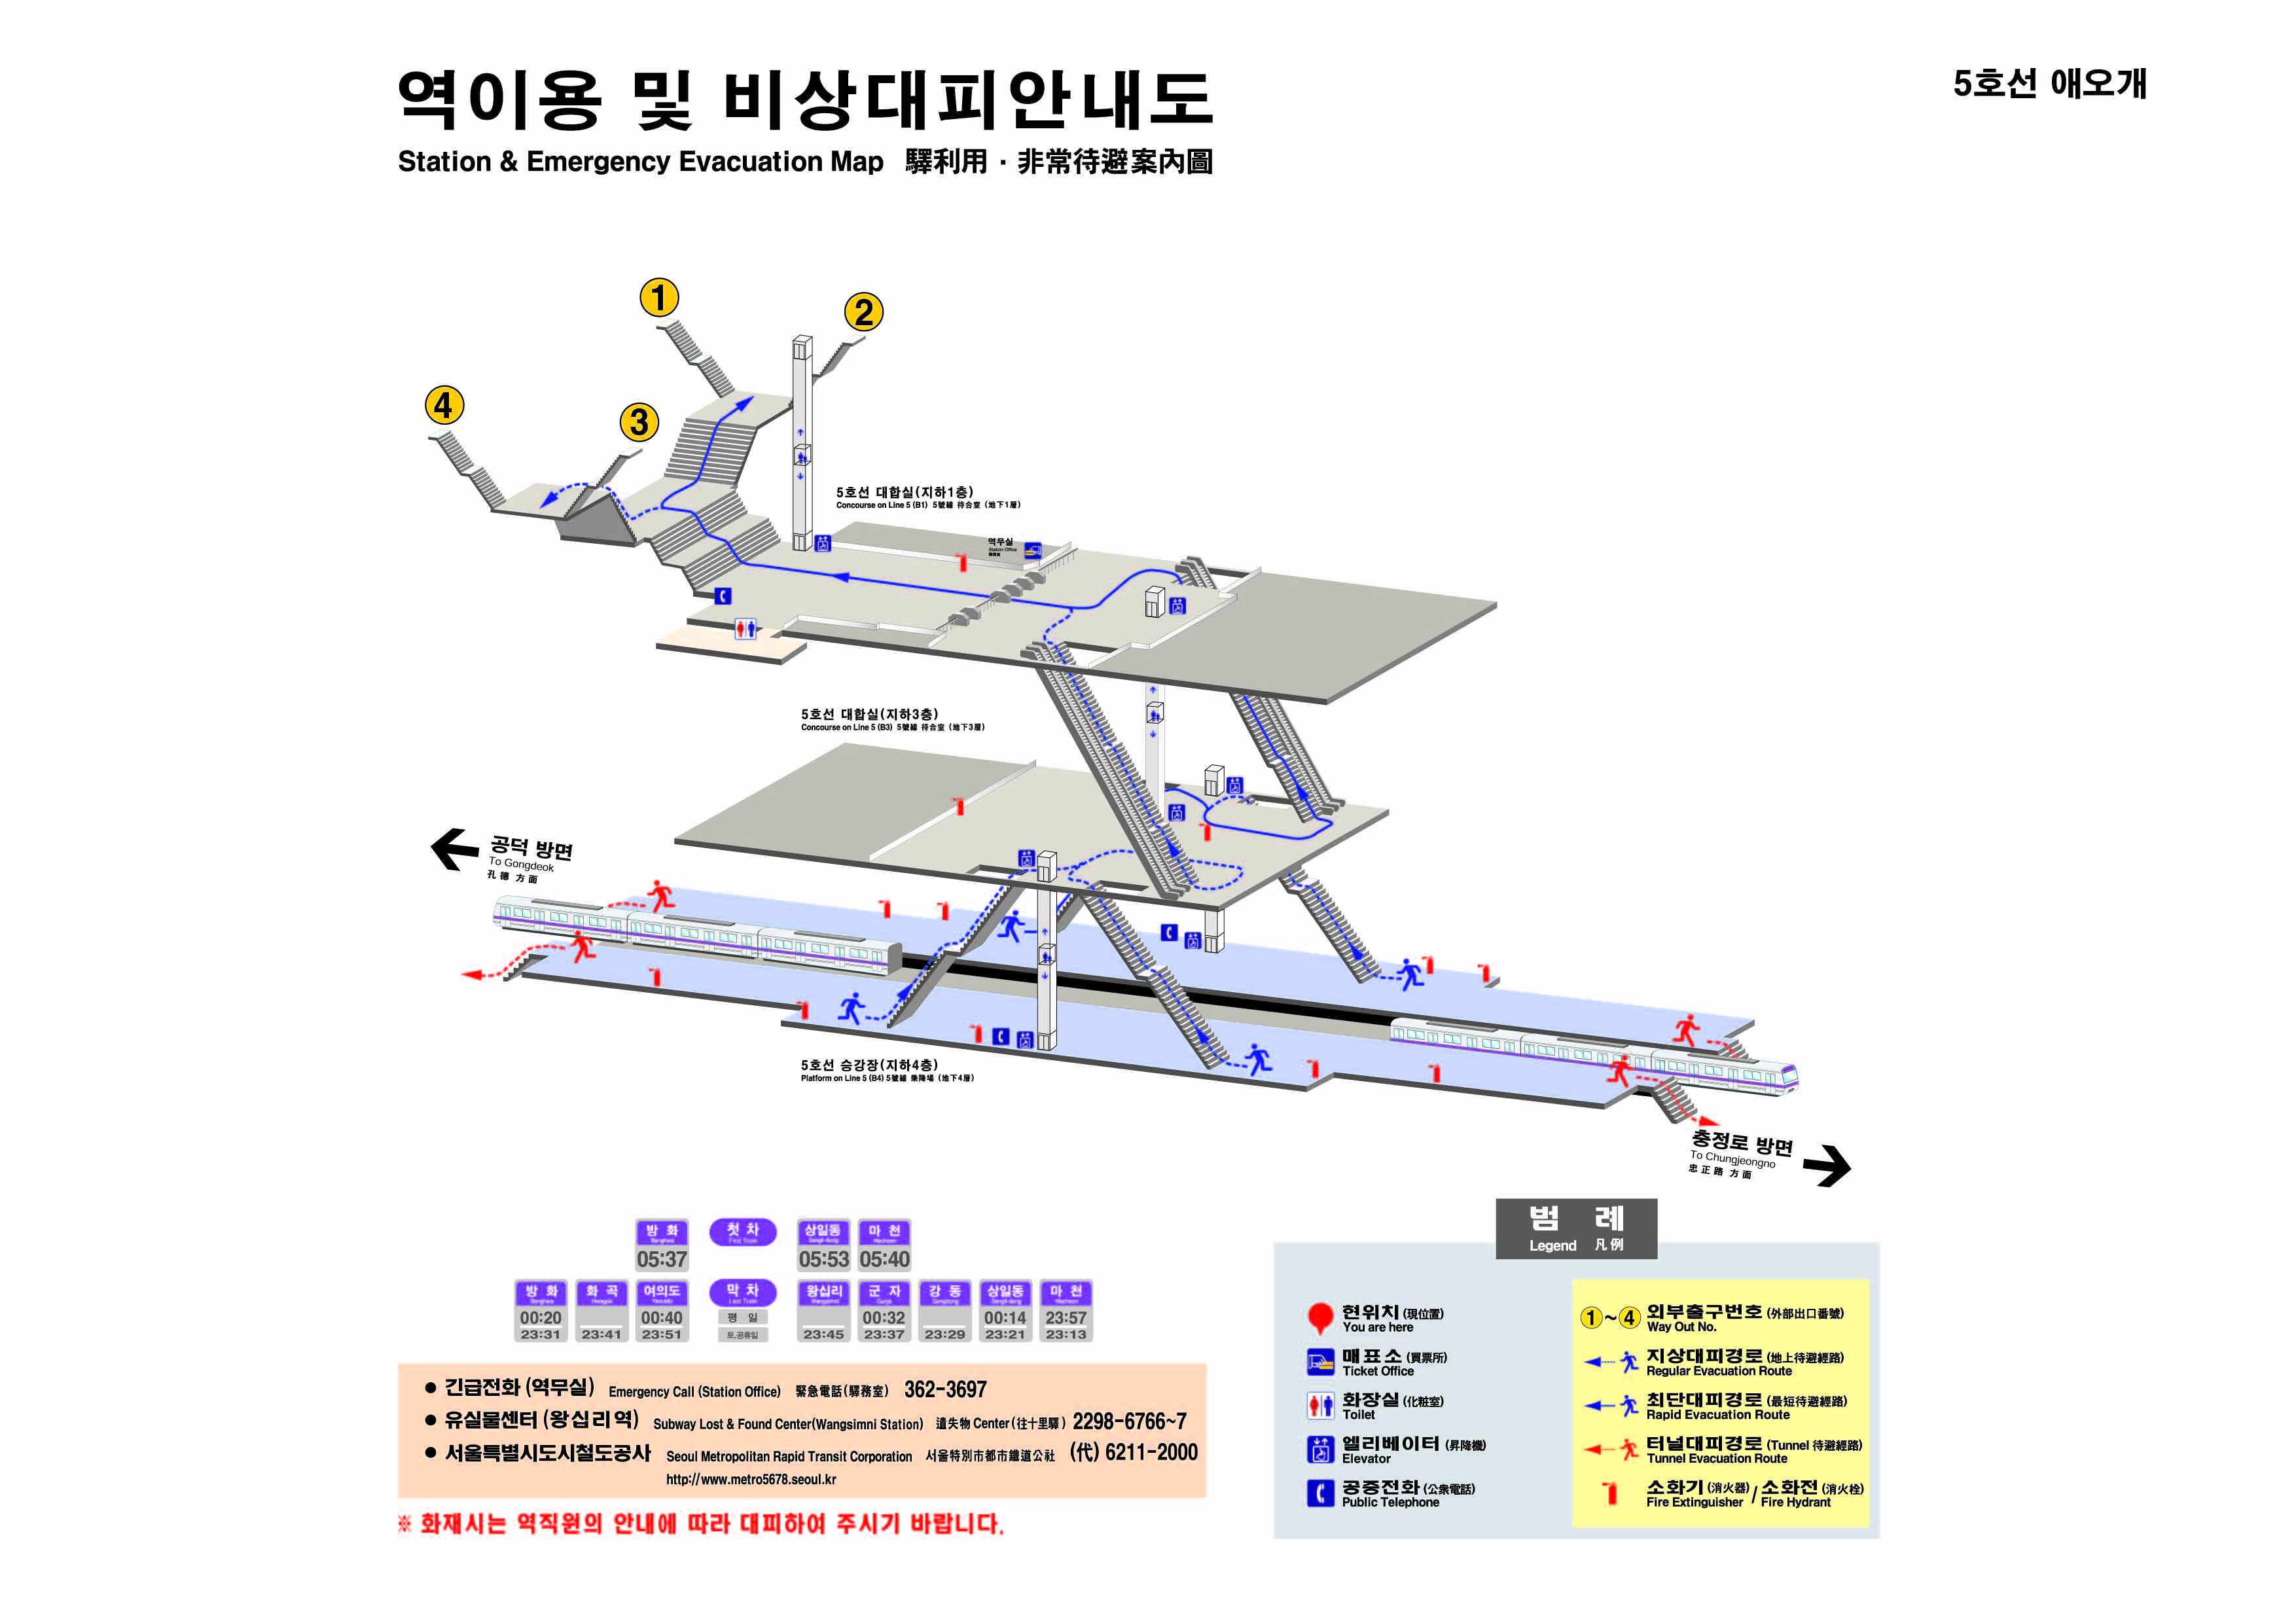 역이용 및 비상대피안내도
Station & Emergency Evacuation Map 驛利用 · 非常待避案內圖
5호선 애오개
1
2
4
3
5호선 대합실(지하1층)
Concourse on Line 5 (B1) 5號線 待合室 (地下1層)
역무실
Station Office
5호선 대합실(지하3층)
Concourse on Line 5 (B3) 5號線 待合室 (地下3層)
공덕 방면
To Gongdeok
孔德 方面
5호선 승강장(지하4층)
Platform on Line 5 (B4) 5號線 乘降場 (地下4層)
충정로 방면
To Chungjeongno
忠正路 方面
방화 첫차 상일동 마천
Banghwa First Train Sangil-dong Macheon
05:37 05:53 05:40
방화 화곡 여의도 막차 왕십리 군자 강동 상일동 마천
Banghwa Hwagok Yeouido Last Train Wangsimni Gunja Gangdong Sangil-dong Macheon
00:20 00:40 평일 00:32 00:14 23:57
23:31 23:41 23:51 토,공휴일 23:45 23:37 23:29 23:21 23:13
● 긴급전화 (역무실) Emergency Call (Station Office) 緊急電話(驛務室) 362-3697
● 유실물센터 (왕십리역) Subway Lost & Found Center(Wangsimni Station) 遺失物 Center (往十里驛) 2298-6766~7
● 서울특별시도시철도공사 Seoul Metropolitan Rapid Transit Corporation 서울特別市都市鐵道公社 (代) 6211-2000
http://www.metro5678.seoul.kr
※ 화재시는 역직원의 안내에 따라 대피하여 주시기 바랍니다.
범 례
Legend 凡例
현위치 (現位置)
You are here
매표소 (買票所)
Ticket Office
화장실 (化粧室)
Toilet
엘리베이터 (昇降機)
Elevator
공중전화 (公衆電話)
Public Telephone
1~4 외부출구번호 (外部出口番號)
Way Out No.
지상대피경로 (地上待避經路)
Regular Evacuation Route
최단대피경로 (最短待避經路)
Rapid Evacuation Route
터널대피경로 (Tunnel 待避經路)
Tunnel Evacuation Route
소화기 (消火器) / 소화전 (消火栓)
Fire Extinguisher / Fire Hydrant